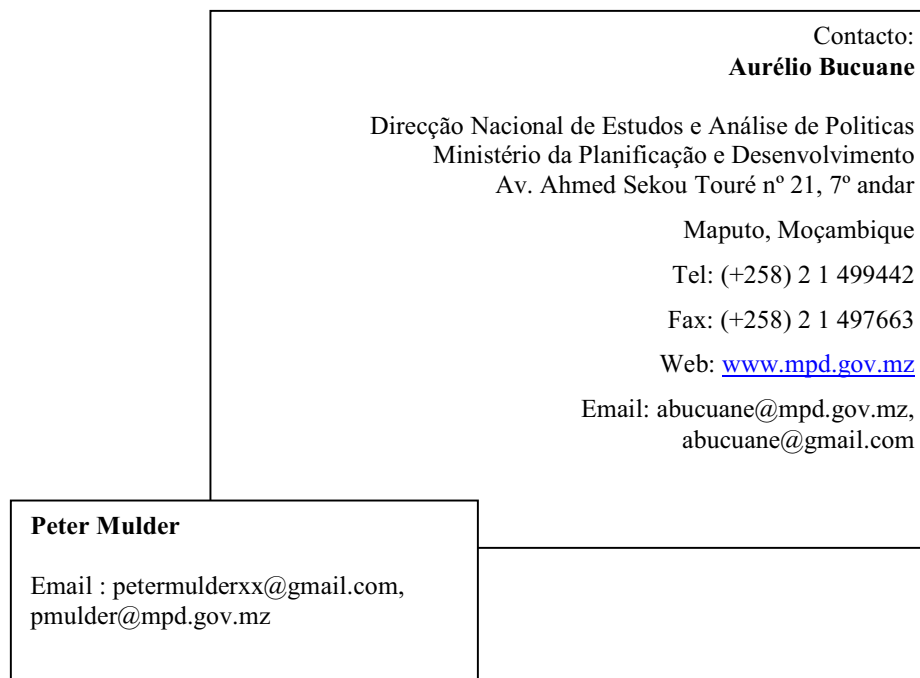 Contacto:
Aurélio Bucuane
Direcção Nacional de Estudos e Análise de Politicas
Ministério da Planificação e Desenvolvimento
Av. Ahmed Sekou Touré nº 21, 7º andar
Maputo, Moçambique
Tel: (+258) 2 1 499442
Fax: (+258) 2 1 497663
Web: www.mpd.gov.mz
Email: abucuane@mpd.gov.mz,
abucuane@gmail.com
Peter Mulder
Email : petermulderxx@gmail.com,
pmulder@mpd.gov.mz